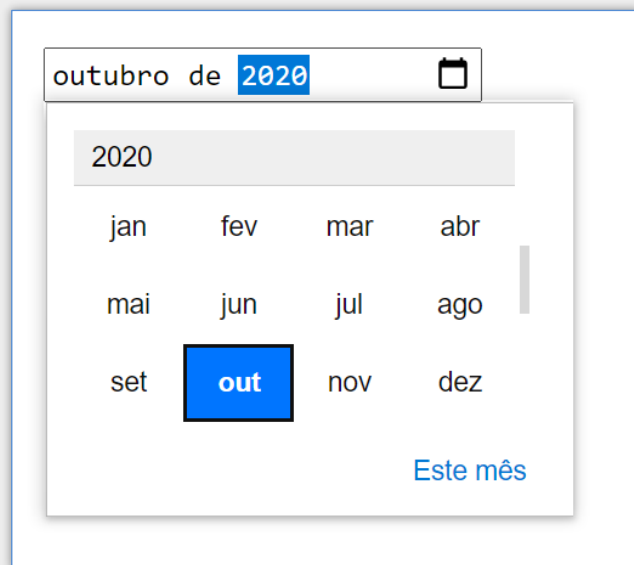 outubro de 2020
2020
jan fev mar abr
mai jun jul ago
set out nov dez
Este mês